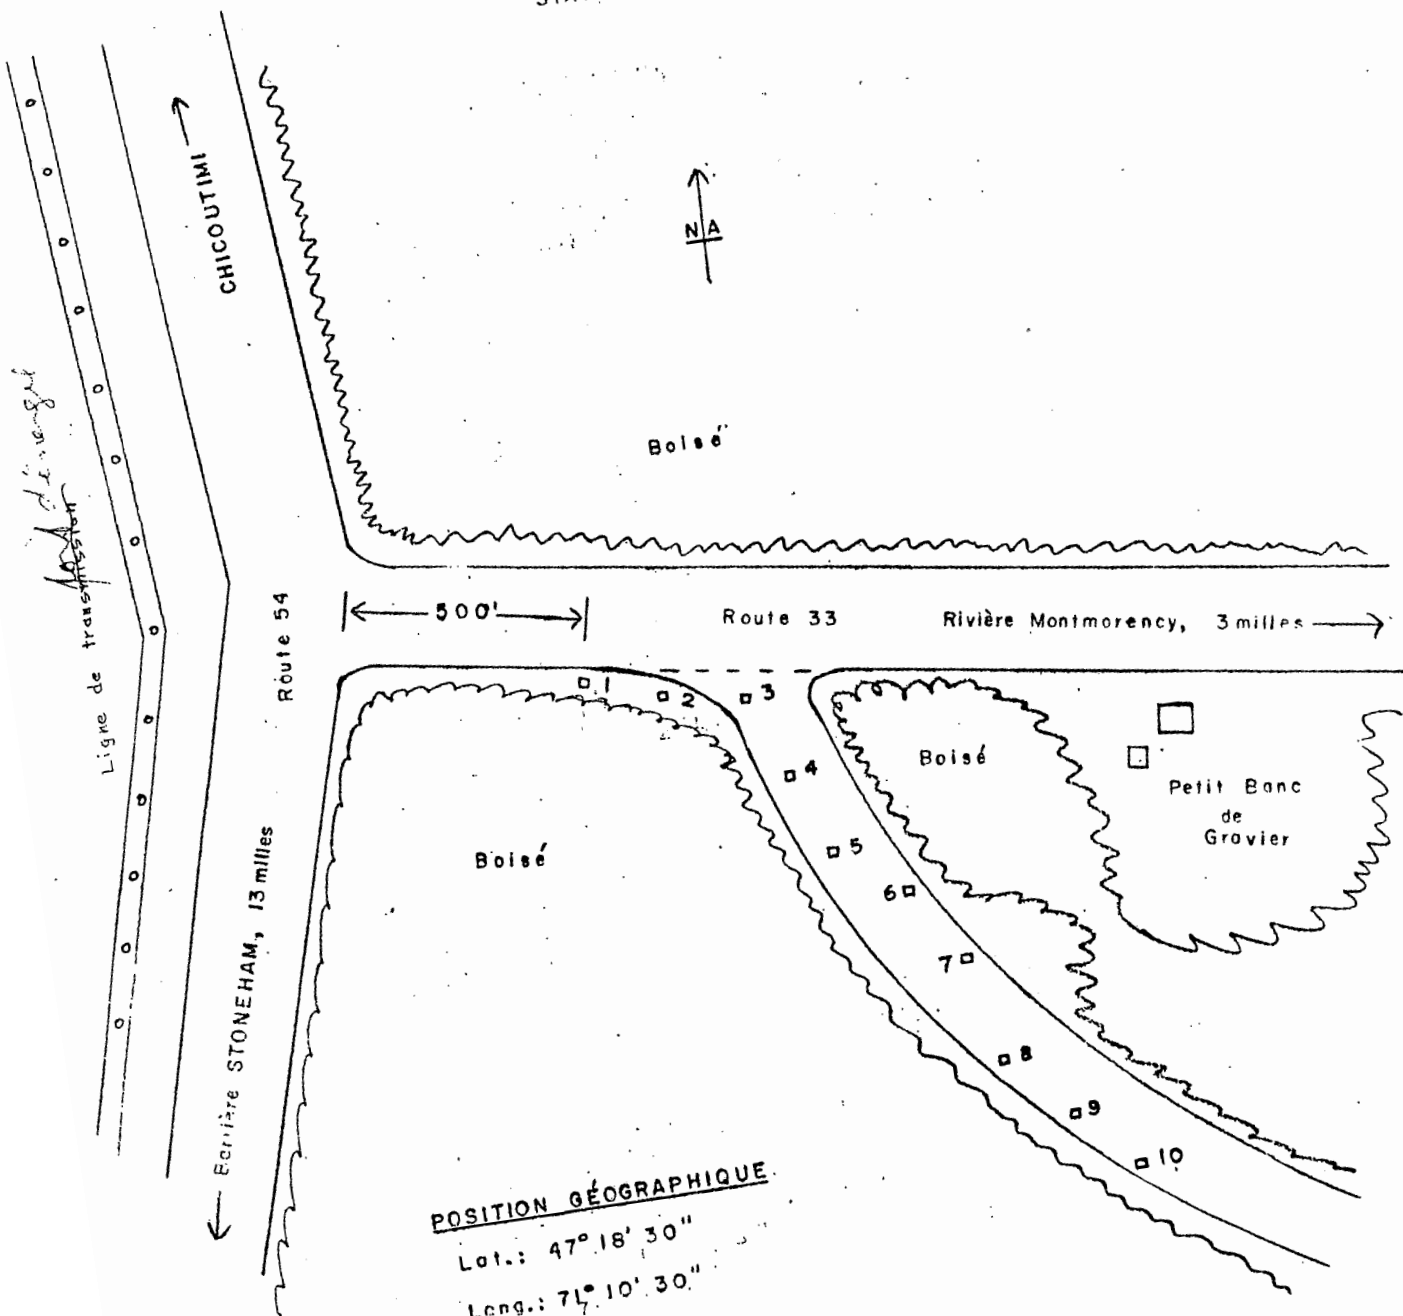 CHICOUTIMI
N A
Boisé
Ligne de transmission
Route 54
500'
Route 33
Rivière Montmorency, 3 milles
1
2
3
4
5
6
7
8
9
10
Boisé
Petit Banc
de
Gravier
Boisé
Barrière STONEHAM, 13 milles
POSITION GÉOGRAPHIQUE
Lat.: 47° 18' 30"
Long.: 71° 10' 30"